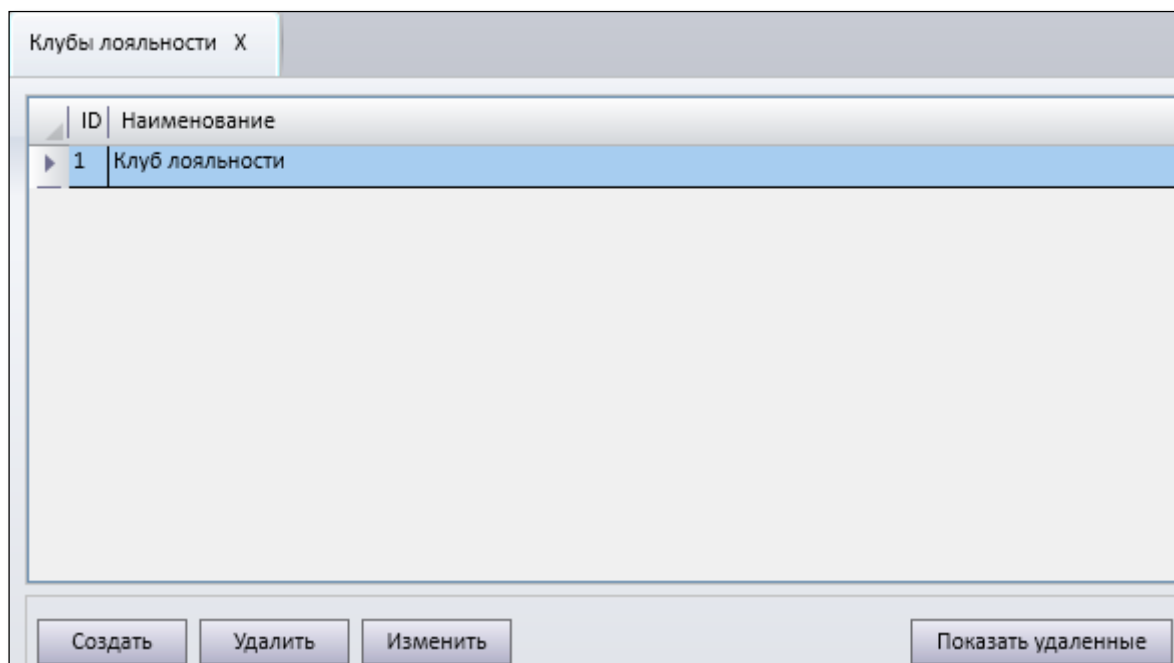 Клубы лояльности X
ID Наименование
1 Клуб лояльности
Создать Удалить Изменить Показать удаленные